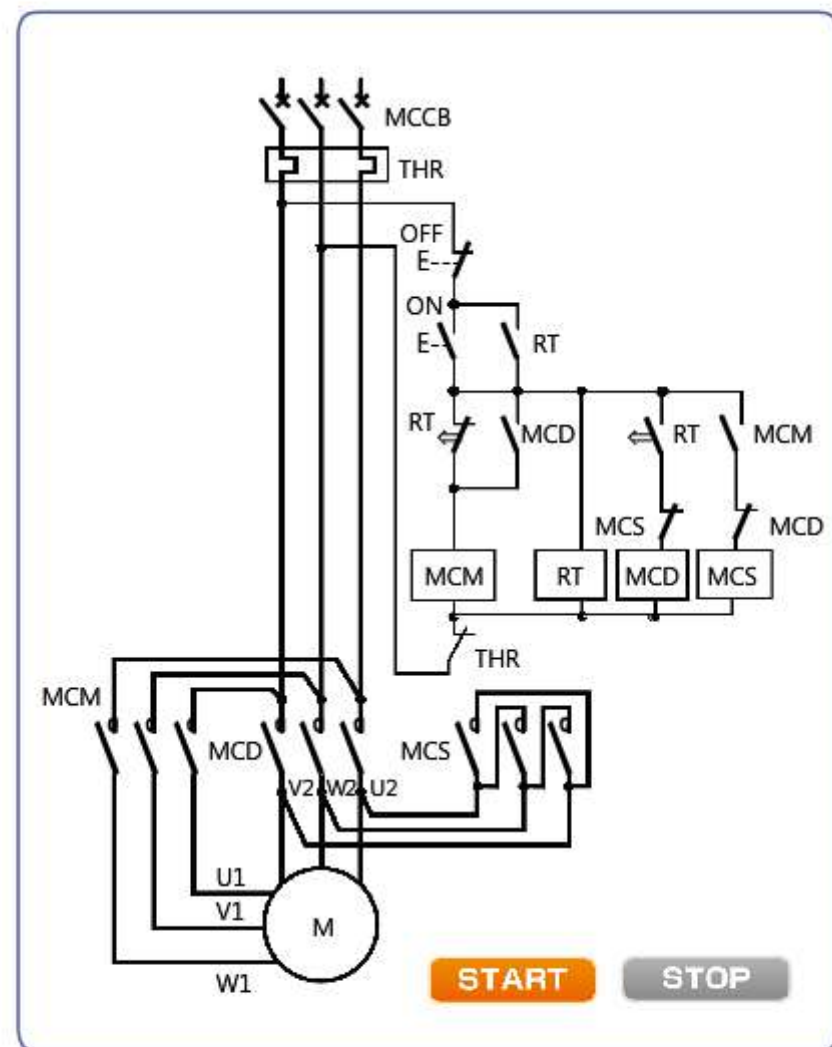 MCCB
THR
OFF
E
ON
E
RT
RT
MCD
RT
MCM
MCS
MCD
MCM
RT
MCD
MCS
THR
MCM
MCD
MCS
V2 W2 U2
U1
V1
M
W1
START
STOP